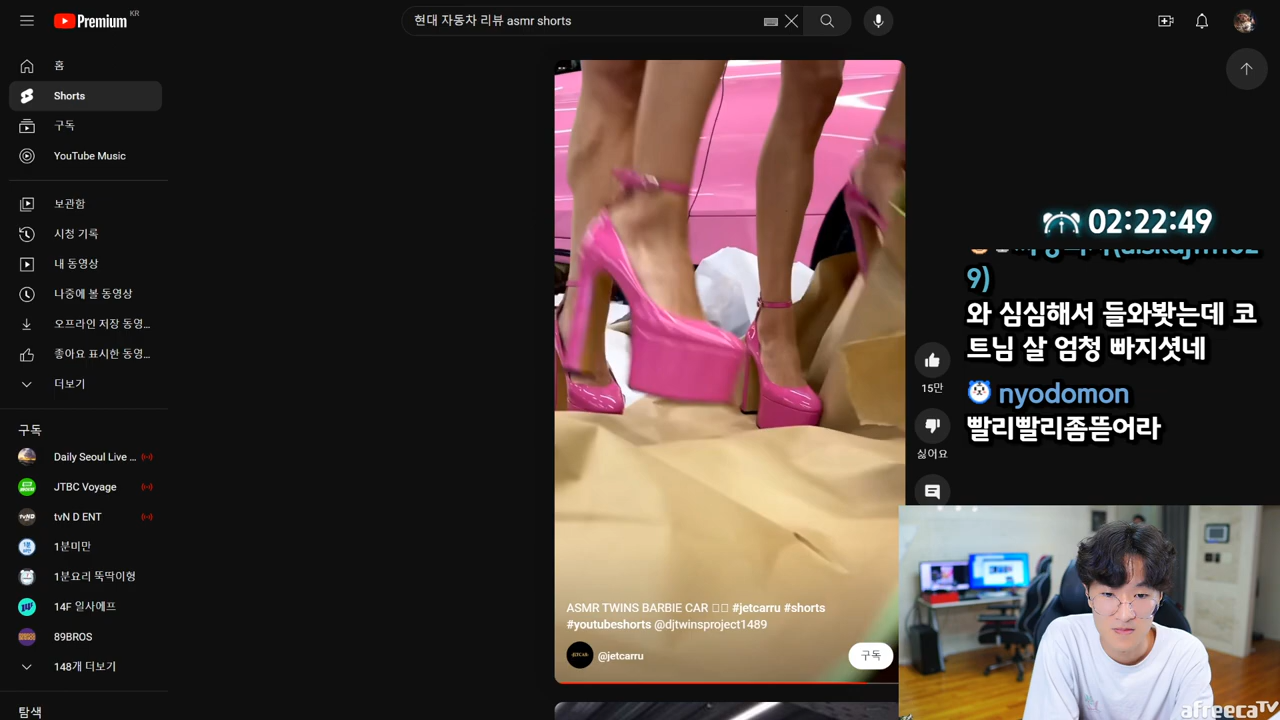 Premium KR
현대 자동차 리뷰 asmr shorts
홈
Shorts
구독
YouTube Music
보관함
시청 기록
내 동영상
나중에 볼 동영상
오프라인 저장 동영...
좋아요 표시한 동영...
더보기
구독
Daily Seoul Live ...
JTBC Voyage
tvN D ENT
1분미만
1분요리 뚝딱이형
14F 일사에프
89BROS
148개 더보기
탐색
15만
싫어요
ASMR TWINS BARBIE CAR #jetcarru #shorts
#youtubeshorts @djtwinsproject1489
JETCAR
@jetcarru
구독
02:22:49
9)
와 심심해서 들와봣는데 코
트님 살 엄청 빠지셧네
nyodomon
빨리빨리좀뜯어라
afreecaTV